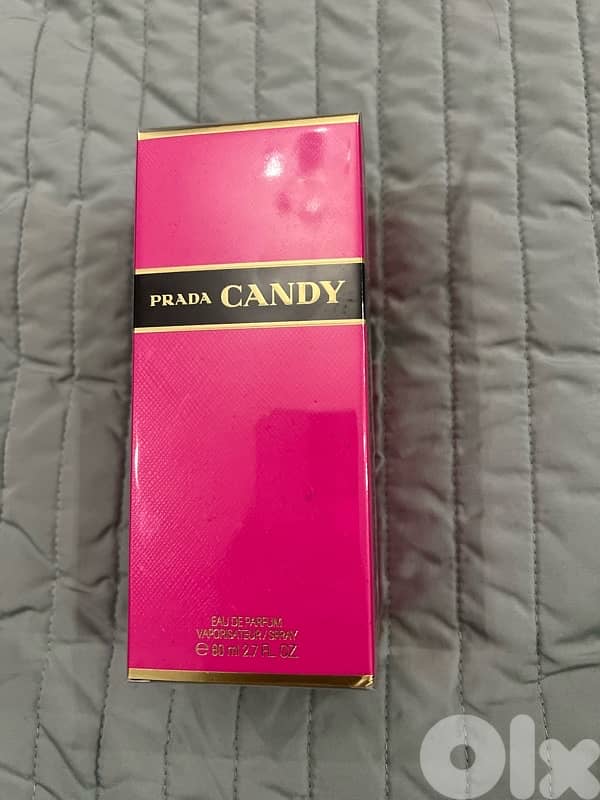 PRADA CANDY
EAU DE PARFUM
VAPORISATEUR / SPRAY
℮ 80 ml 2.7 FL. OZ
Olx